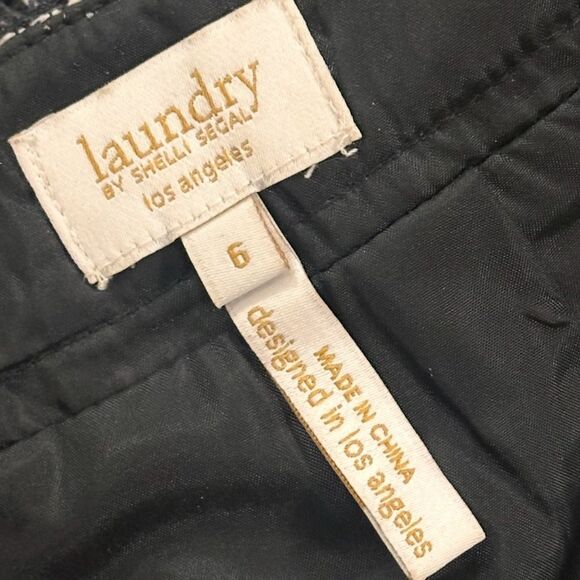 laundry
BY SHELLI SEGAL
los angeles
6
MADE IN CHINA
designed in los angeles